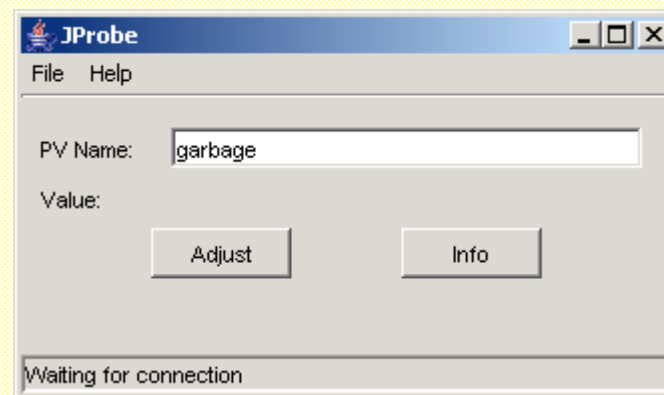 JProbe
File Help
PV Name: garbage
Value:
Adjust Info
Waiting for connection